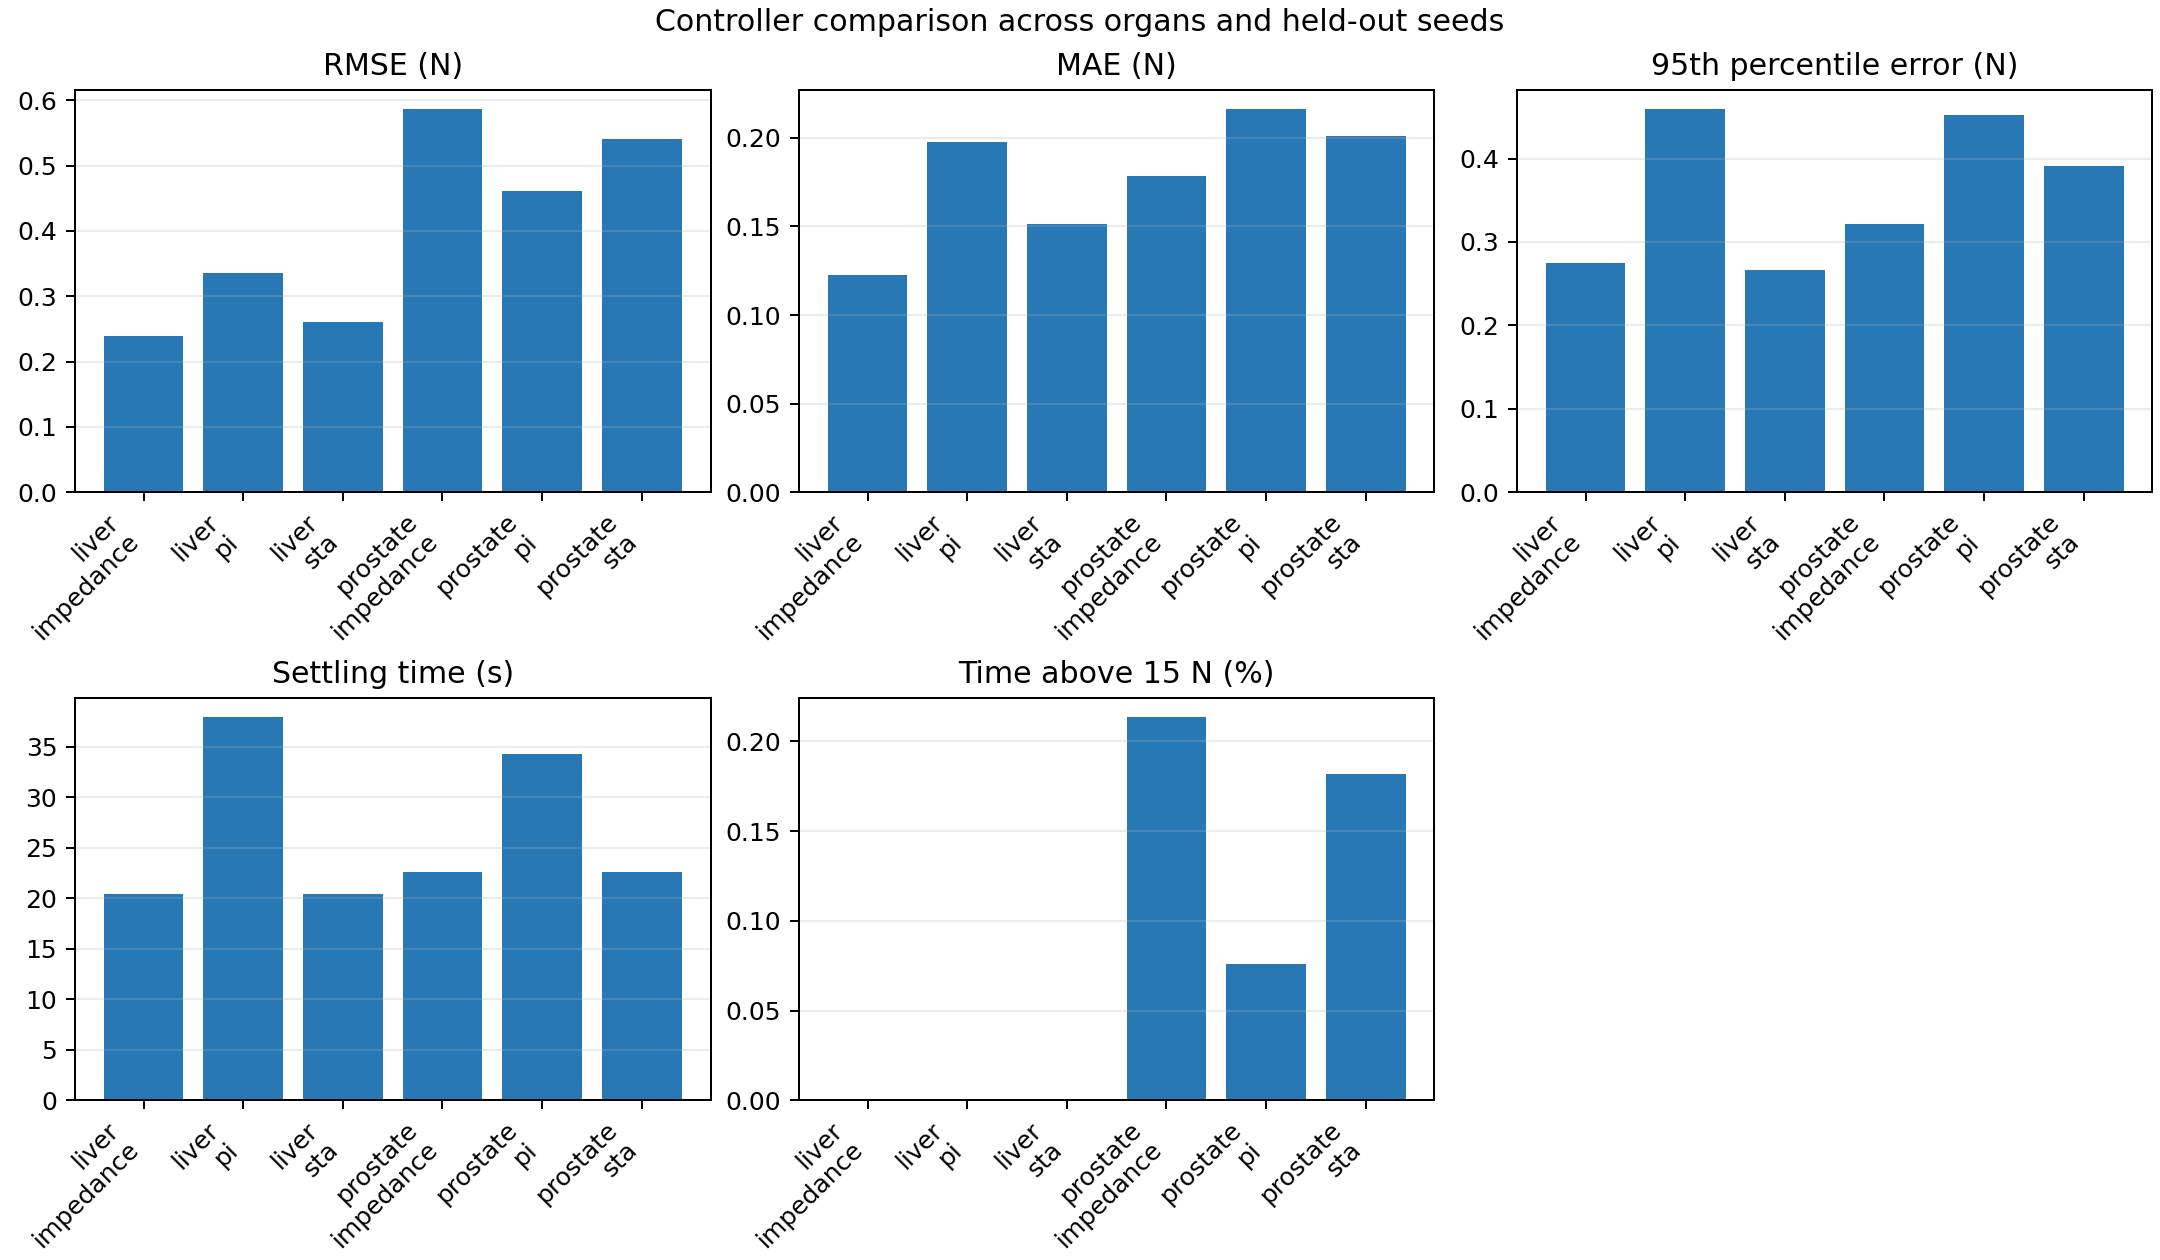 Controller comparison across organs and held-out seeds
RMSE (N)
0.6
0.5
0.4
0.3
0.2
0.1
0.0
liver
impedance
liver
pi
liver
sta
prostate
impedance
prostate
pi
prostate
sta
MAE (N)
0.20
0.15
0.10
0.05
0.00
liver
impedance
liver
pi
liver
sta
prostate
impedance
prostate
pi
prostate
sta
95th percentile error (N)
0.4
0.3
0.2
0.1
0.0
liver
impedance
liver
pi
liver
sta
prostate
impedance
prostate
pi
prostate
sta
Settling time (s)
35
30
25
20
15
10
5
0
liver
impedance
liver
pi
liver
sta
prostate
impedance
prostate
pi
prostate
sta
Time above 15 N (%)
0.20
0.15
0.10
0.05
0.00
liver
impedance
liver
pi
liver
sta
prostate
impedance
prostate
pi
prostate
sta